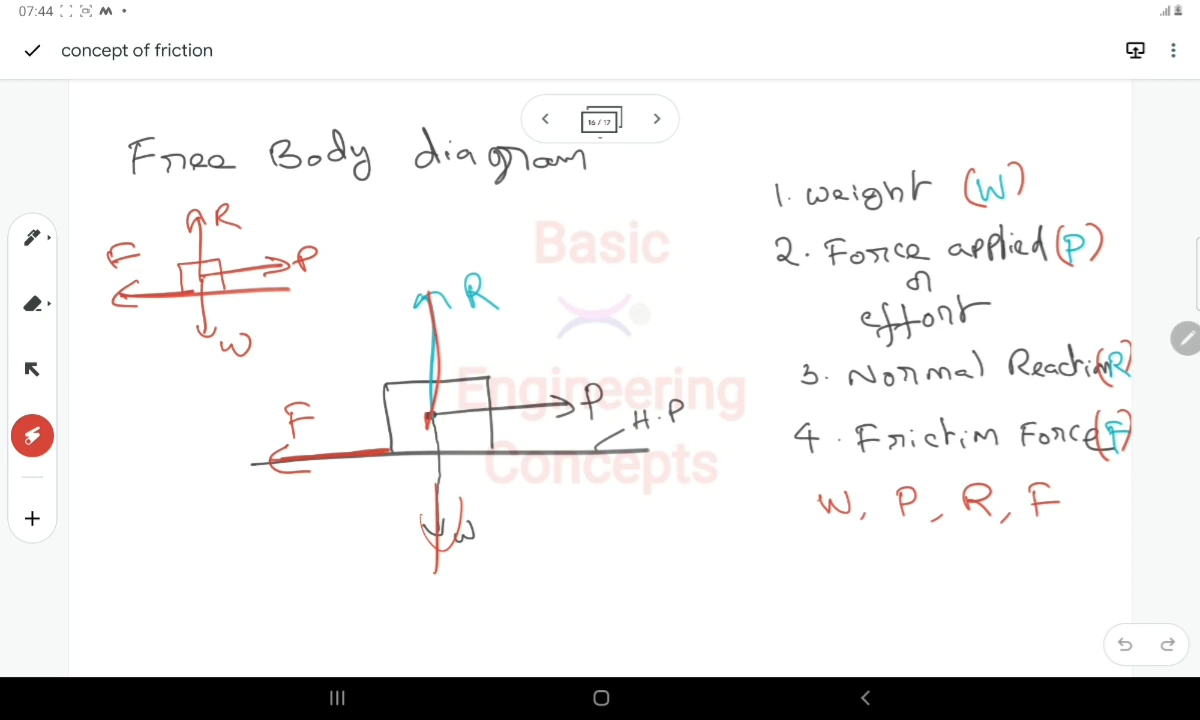 07:44
concept of friction
16 / 17
Free Body diagram
R
F
P
W
R
P
H.P
F
W
Basic
Engineering
Concepts
1. weight (W)
2. Force applied (P)
or
effort
3. Normal Reaction (R)
4. Friction Force (F)
W, P, R, F